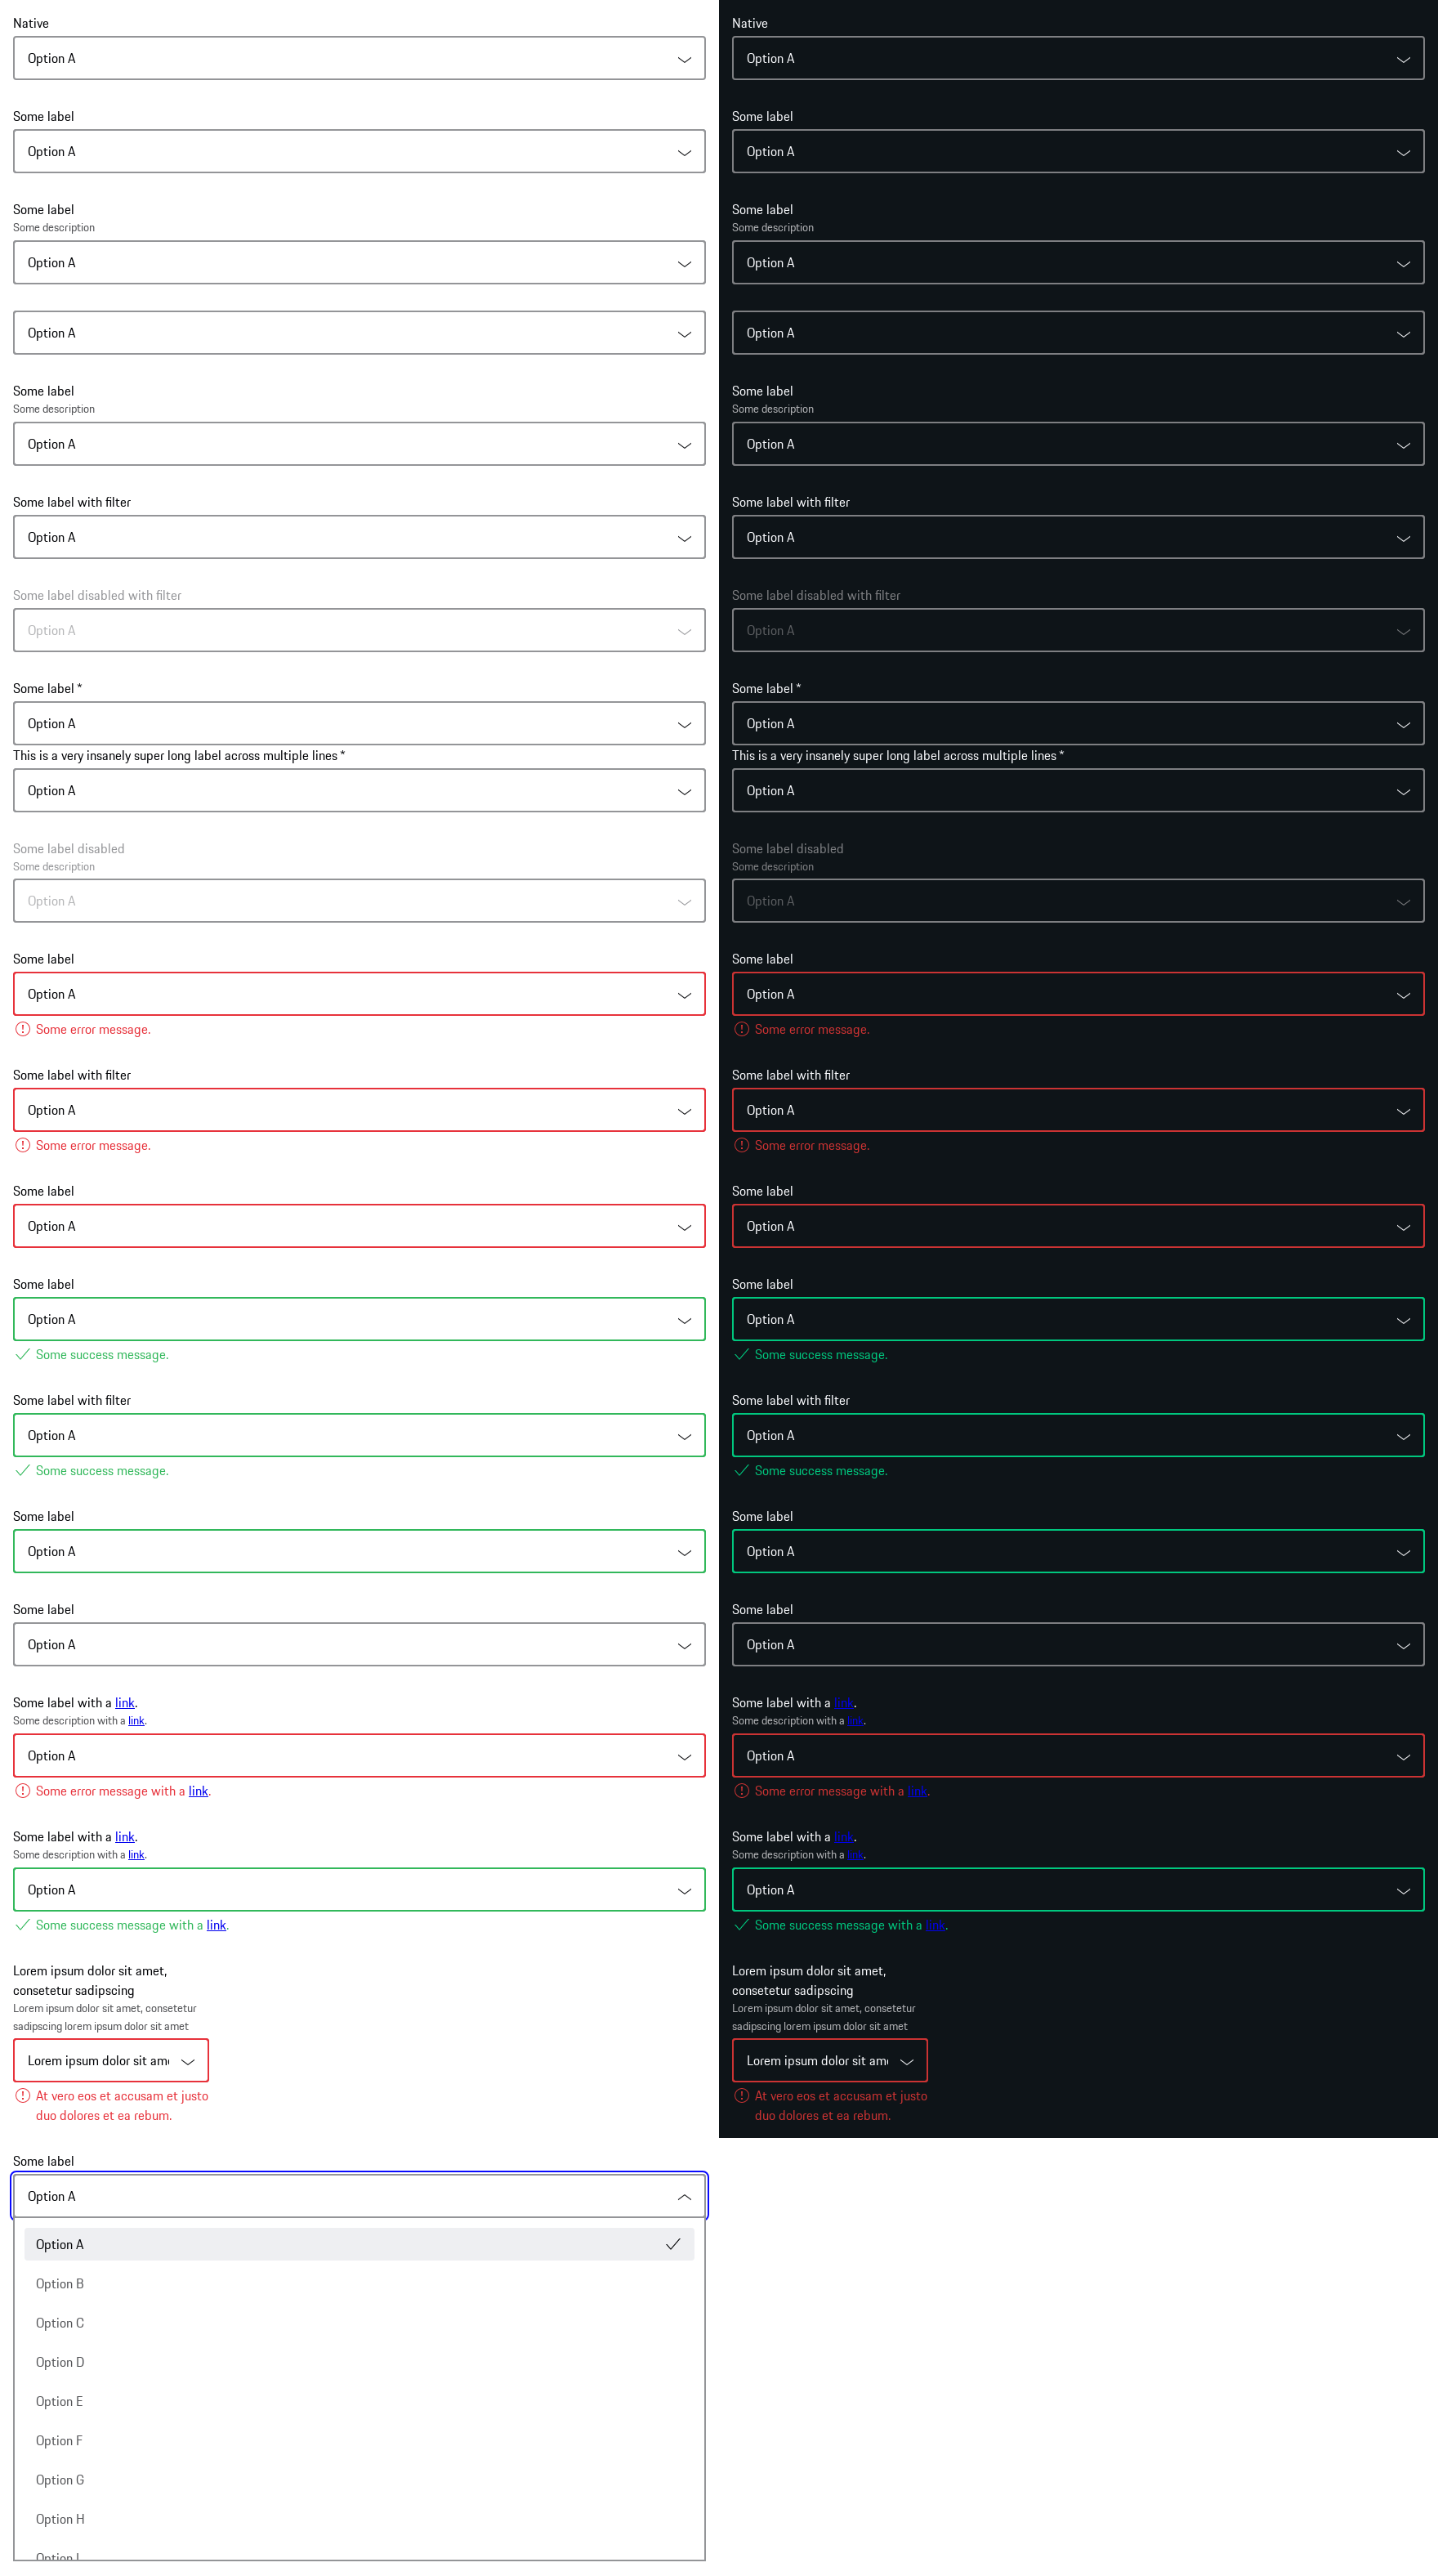 Native
Option A
Some label
Option A
Some label
Some description
Option A
Option A
Some label
Some description
Option A
Some label with filter
Option A
Some label disabled with filter
Option A
Some label *
Option A
This is a very insanely super long label across multiple lines *
Option A
Some label disabled
Some description
Option A
Some label
Option A
Some error message.
Some label with filter
Option A
Some error message.
Some label
Option A
Some label
Option A
Some success message.
Some label with filter
Option A
Some success message.
Some label
Option A
Some label
Option A
Some label with a link.
Some description with a link.
Option A
Some error message with a link.
Some label with a link.
Some description with a link.
Option A
Some success message with a link.
Lorem ipsum dolor sit amet,
consetetur sadipscing
Lorem ipsum dolor sit amet, consetetur
sadipscing lorem ipsum dolor sit amet
Lorem ipsum dolor sit
At vero eos et accusam et justo
duo dolores et ea rebum.
Some label
Option A
Option A
Option B
Option C
Option D
Option E
Option F
Option G
Option H
Option
Native
Option A
Some label
Option A
Some label
Some description
Option A
Option A
Some label
Some description
Option A
Some label with filter
Option A
Some label disabled with filter
Option A
Some label *
Option A
This is a very insanely super long label across multiple lines *
Option A
Some label disabled
Some description
Option A
Some label
Option A
Some error message.
Some label with filter
Option A
Some error message.
Some label
Option A
Some label
Option A
Some success message.
Some label with filter
Option A
Some success message.
Some label
Option A
Some label
Option A
Some label with a link.
Some description with a link.
Option A
Some error message with a link.
Some label with a link.
Some description with a link.
Option A
Some success message with a link.
Lorem ipsum dolor sit amet,
consetetur sadipscing
Lorem ipsum dolor sit amet, consetetur
sadipscing lorem ipsum dolor sit amet
Lorem ipsum dolor sit
At vero eos et accusam et justo
duo dolores et ea rebum.